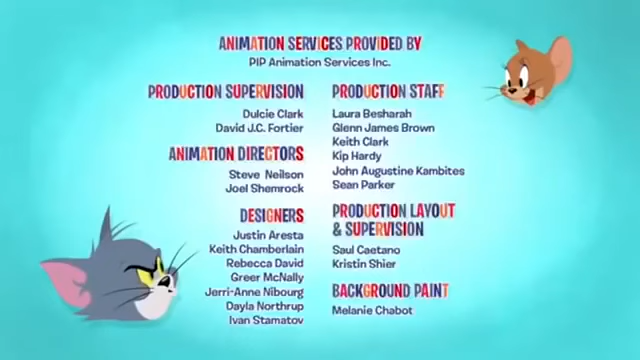 ANIMATION SERVICES PROVIDED BY
PIP Animation Services Inc.
PRODUCTION SUPERVISION
Dulcie Clark
David J.C. Fortier
ANIMATION DIRECTORS
Steve Neilson
Joel Shemrock
DESIGNERS
Justin Aresta
Keith Chamberlain
Rebecca David
Greer McNally
Jerri-Anne Nibourg
Dayla Northrup
Ivan Stamatov
PRODUCTION STAFF
Laura Besharah
Glenn James Brown
Keith Clark
Kip Hardy
John Augustine Kambites
Sean Parker
PRODUCTION LAYOUT
& SUPERVISION
Saul Caetano
Kristin Shier
BACKGROUND PAINT
Melanie Chabot